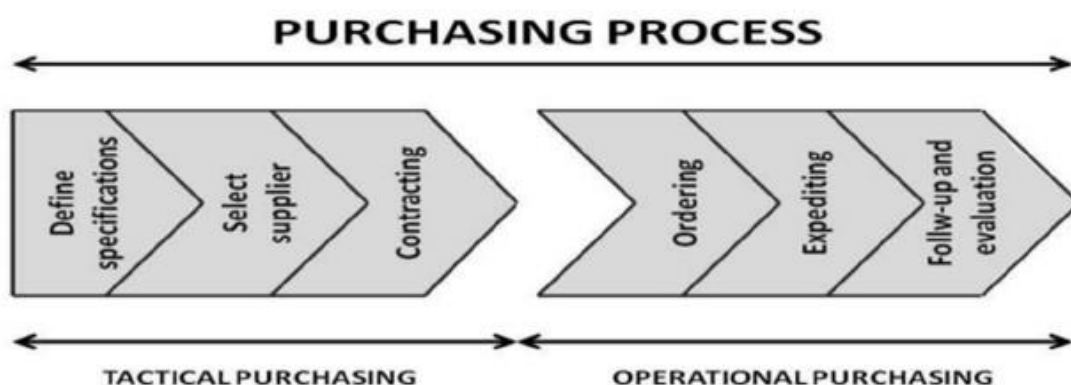 PURCHASING PROCESS
Define
specifications
Select
supplier
Contracting
Ordering
Expediting
Follw-up and
evaluation
TACTICAL PURCHASING
OPERATIONAL PURCHASING